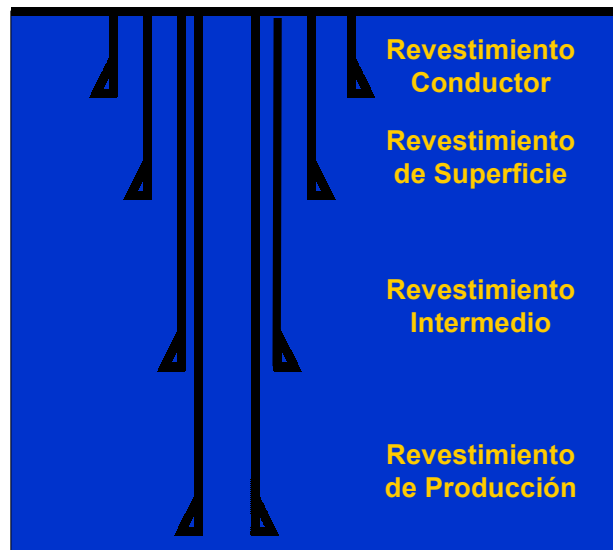 Revestimiento
Conductor
Revestimiento
de Superficie
Revestimiento
Intermedio
Revestimiento
de Producción